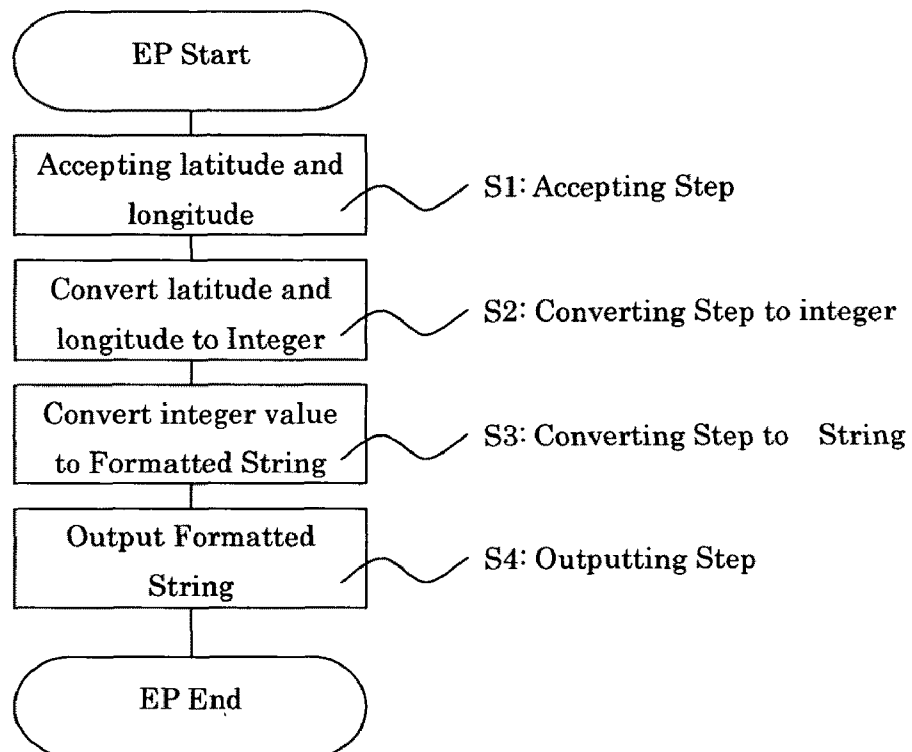 EP Start
Accepting latitude and
longitude
S1: Accepting Step
Convert latitude and
longitude to Integer
S2: Converting Step to integer
Convert integer value
to Formatted String
S3: Converting Step to String
Output Formatted
String
S4: Outputting Step
EP End